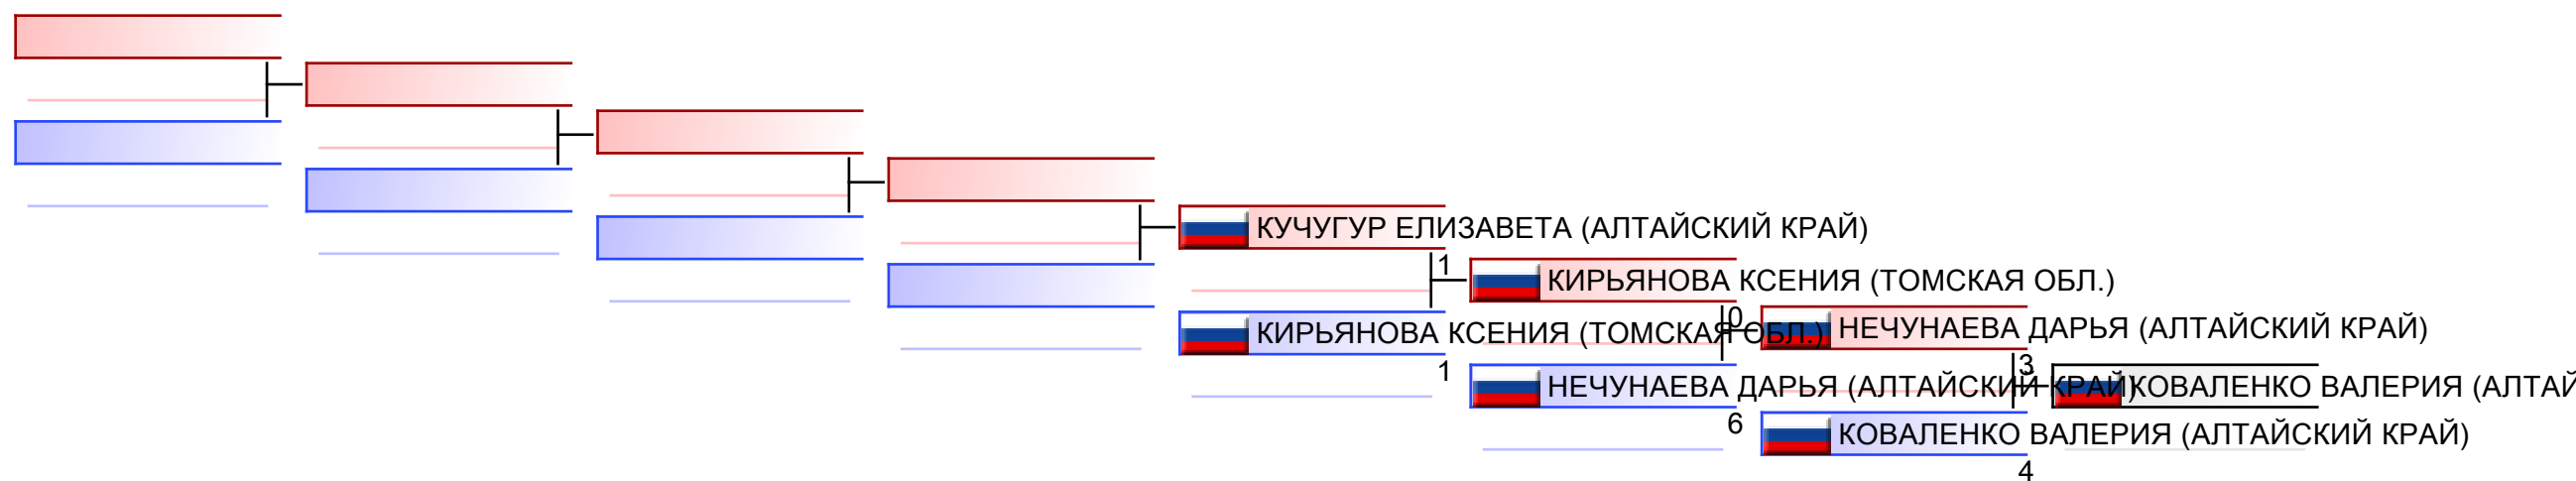 КУЧУГУР ЕЛИЗАВЕТА (АЛТАЙСКИЙ КРАЙ)
1
КИРЬЯНОВА КСЕНИЯ (ТОМСКАЯ ОБЛ.)
0
КИРЬЯНОВА КСЕНИЯ (ТОМСКАЯ ОБЛ.)
НЕЧУНАЕВА ДАРЬЯ (АЛТАЙСКИЙ КРАЙ)
1
3
НЕЧУНАЕВА ДАРЬЯ (АЛТАЙСКИЙ КРАЙ)
КОВАЛЕНКО ВАЛЕРИЯ (АЛТАЙ
6
КОВАЛЕНКО ВАЛЕРИЯ (АЛТАЙСКИЙ КРАЙ)
4